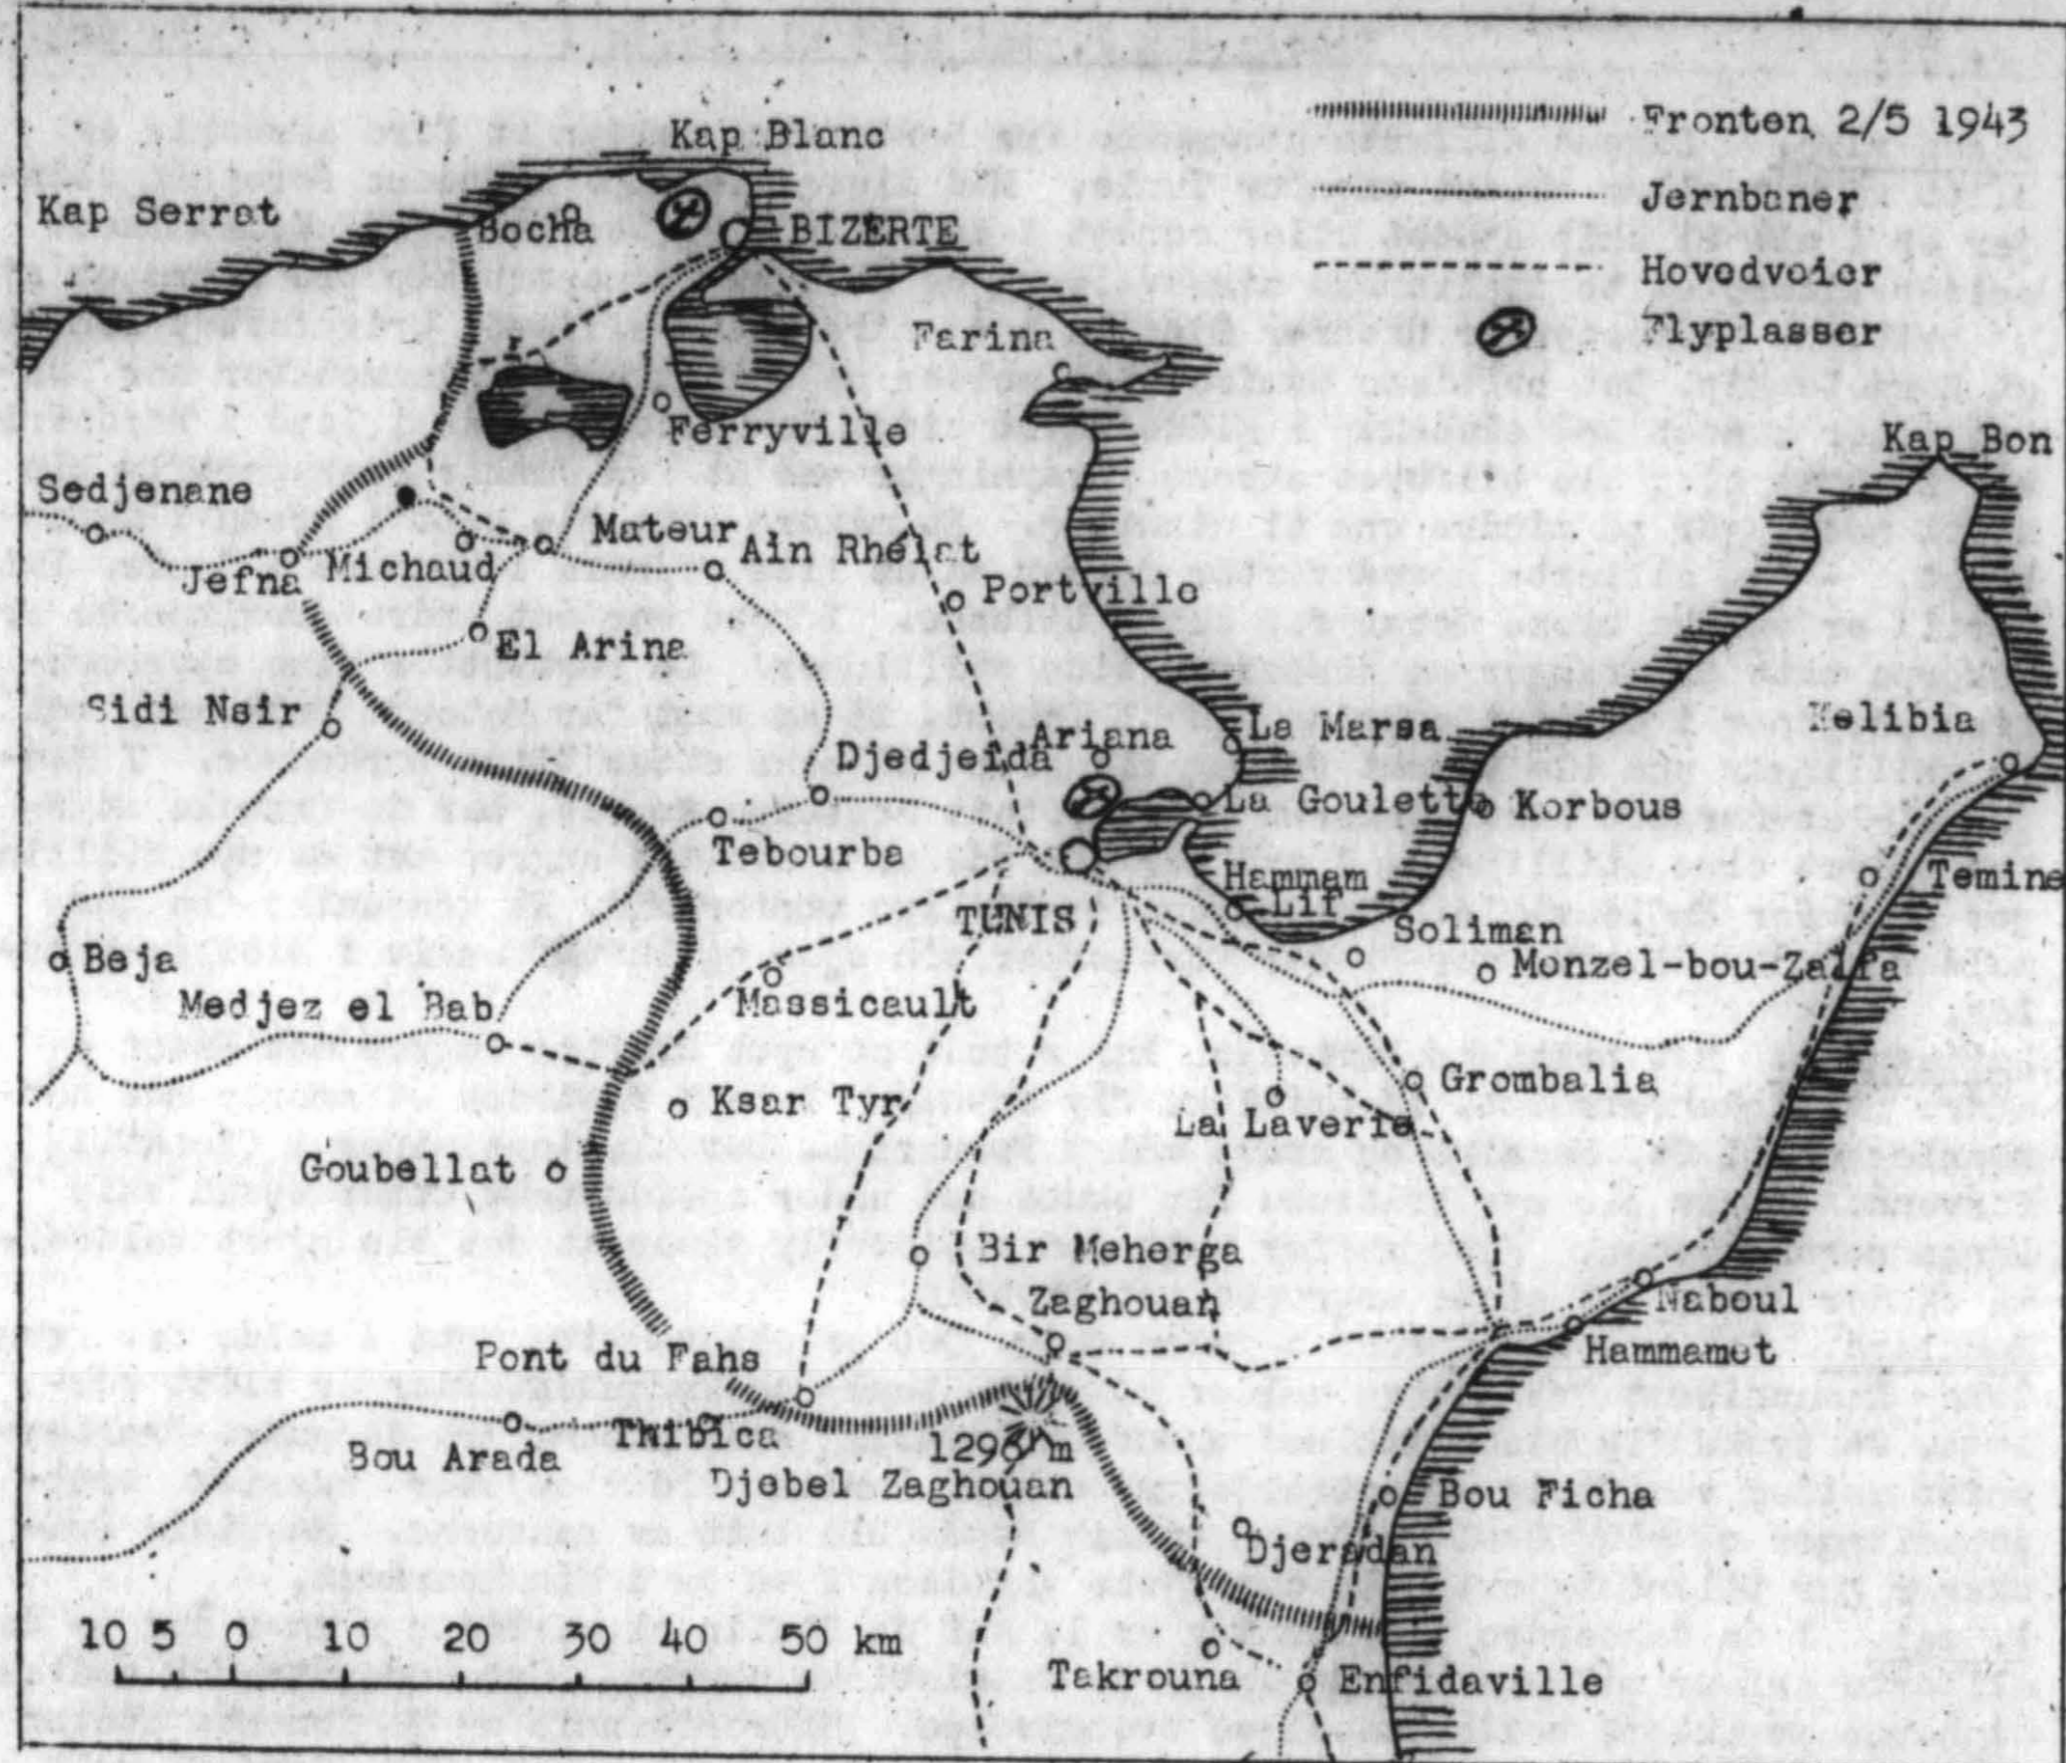 Kap Blanc
Fronten 2/5 1943
Kap Serrat
Jernbaner
Bocha
BIZERTE
Hovedveier
Farina
Flyplasser
Ferryville
Kap Bon
Sedjenane
Mateur
Ain Rhelat
Jefna
Michaud
Portville
El Arina
Sidi Nsir
Ariana
La Marsa
Kelibia
Djedjeida
La Goulette
Korbous
Tebourba
Hammam
Lif
Temine
TUNIS
Soliman
Beja
Monzel-bou-Zalfa
Medjez el Bab
Massicault
Ksar Tyr
Grombalia
La Laverie
Goubellat
Bir Meherga
Zaghouan
Naboul
Pont du Fahs
Hammamet
Thibica
Bou Arada
1296 m
Djebel Zaghouan
Bou Ficha
Djeradan
10 5 0 10 20 30 40 50 km
Takrouna
Enfidaville